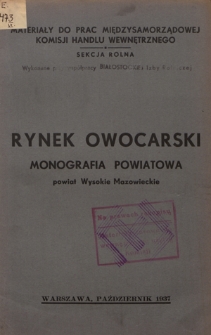 E.
473
MATERIAŁY DO PRAC MIĘDZYSAMORZĄDOWEJ
KOMISJI HANDLU WEWNĘTRZNEGO
SEKCJA ROLNA
RYNEK OWOCARSKI
MONOGRAFIA POWIATOWA
powiat Wysokie Mazowieckie
WARSZAWA, PAŹDZIERNIK 1937